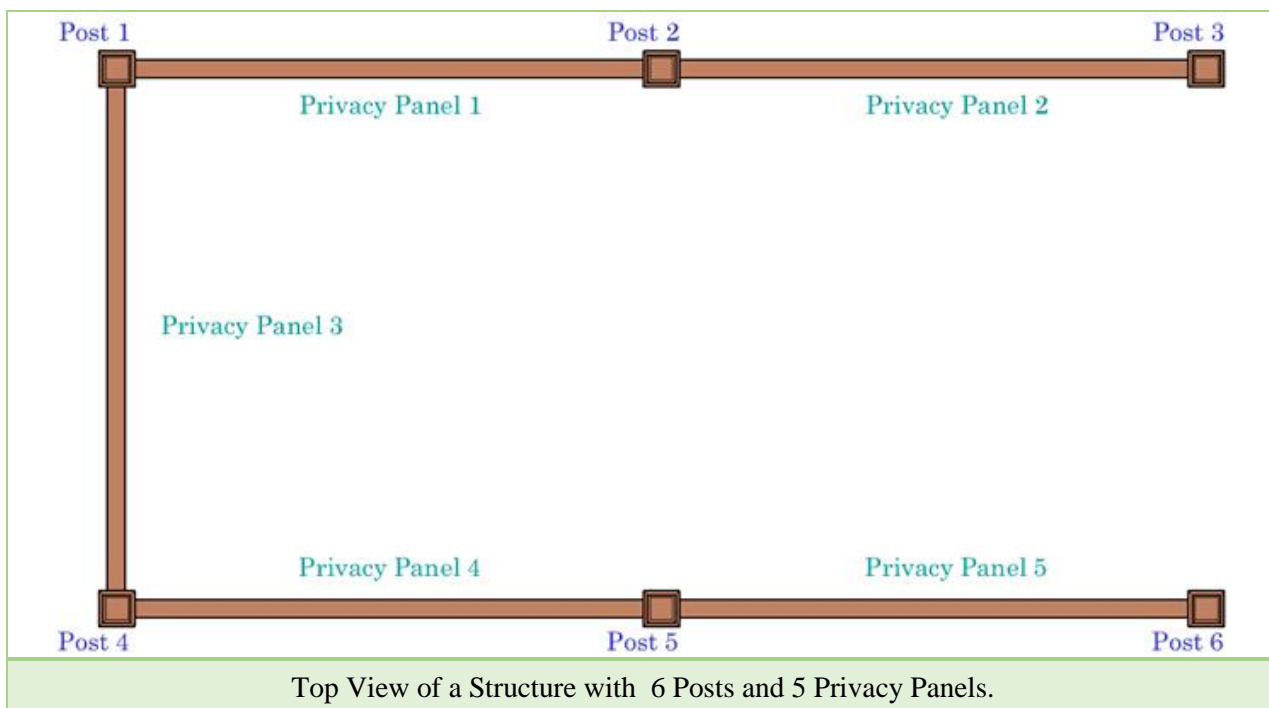 Post 1 Post 2 Post 3
Privacy Panel 1 Privacy Panel 2
Privacy Panel 3
Privacy Panel 4 Privacy Panel 5
Post 4 Post 5 Post 6
Top View of a Structure with 6 Posts and 5 Privacy Panels.